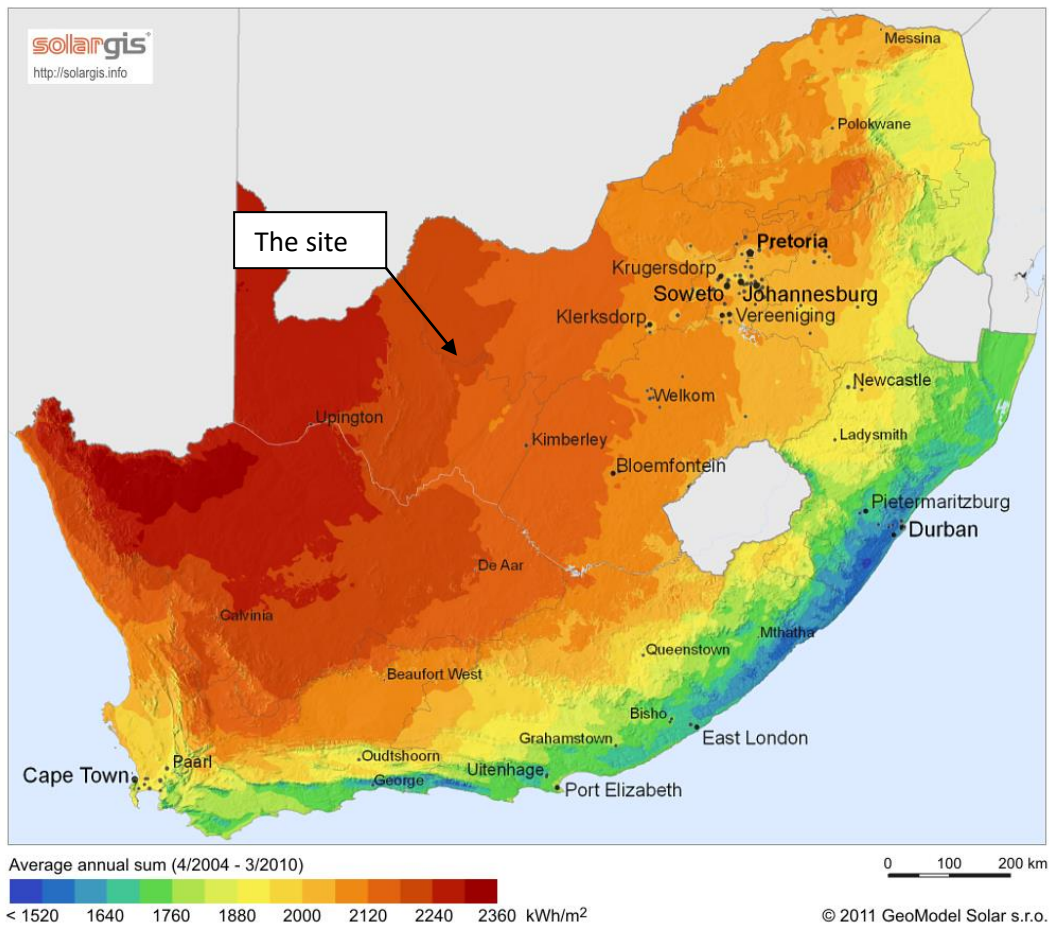 solargis
http://solargis.info
Messina
Polokwane
The site
Pretoria
Krugersdorp
Soweto
Johannesburg
Klerksdorp
Vereeniging
Newcastle
Welkom
Upington
Kimberley
Ladysmith
Bloemfontein
Pietermaritzburg
Durban
De Aar
Calvinia
Mthatha
Queenstown
Beaufort West
Bisho
Grahamstown
East London
Oudtshoorn
Paarl
Uitenhage
Cape Town
George
Port Elizabeth
Average annual sum (4/2004 - 3/2010)
0 100 200 km
< 1520 1640 1760 1880 2000 2120 2240 2360 kWh/m2
© 2011 GeoModel Solar s.r.o.